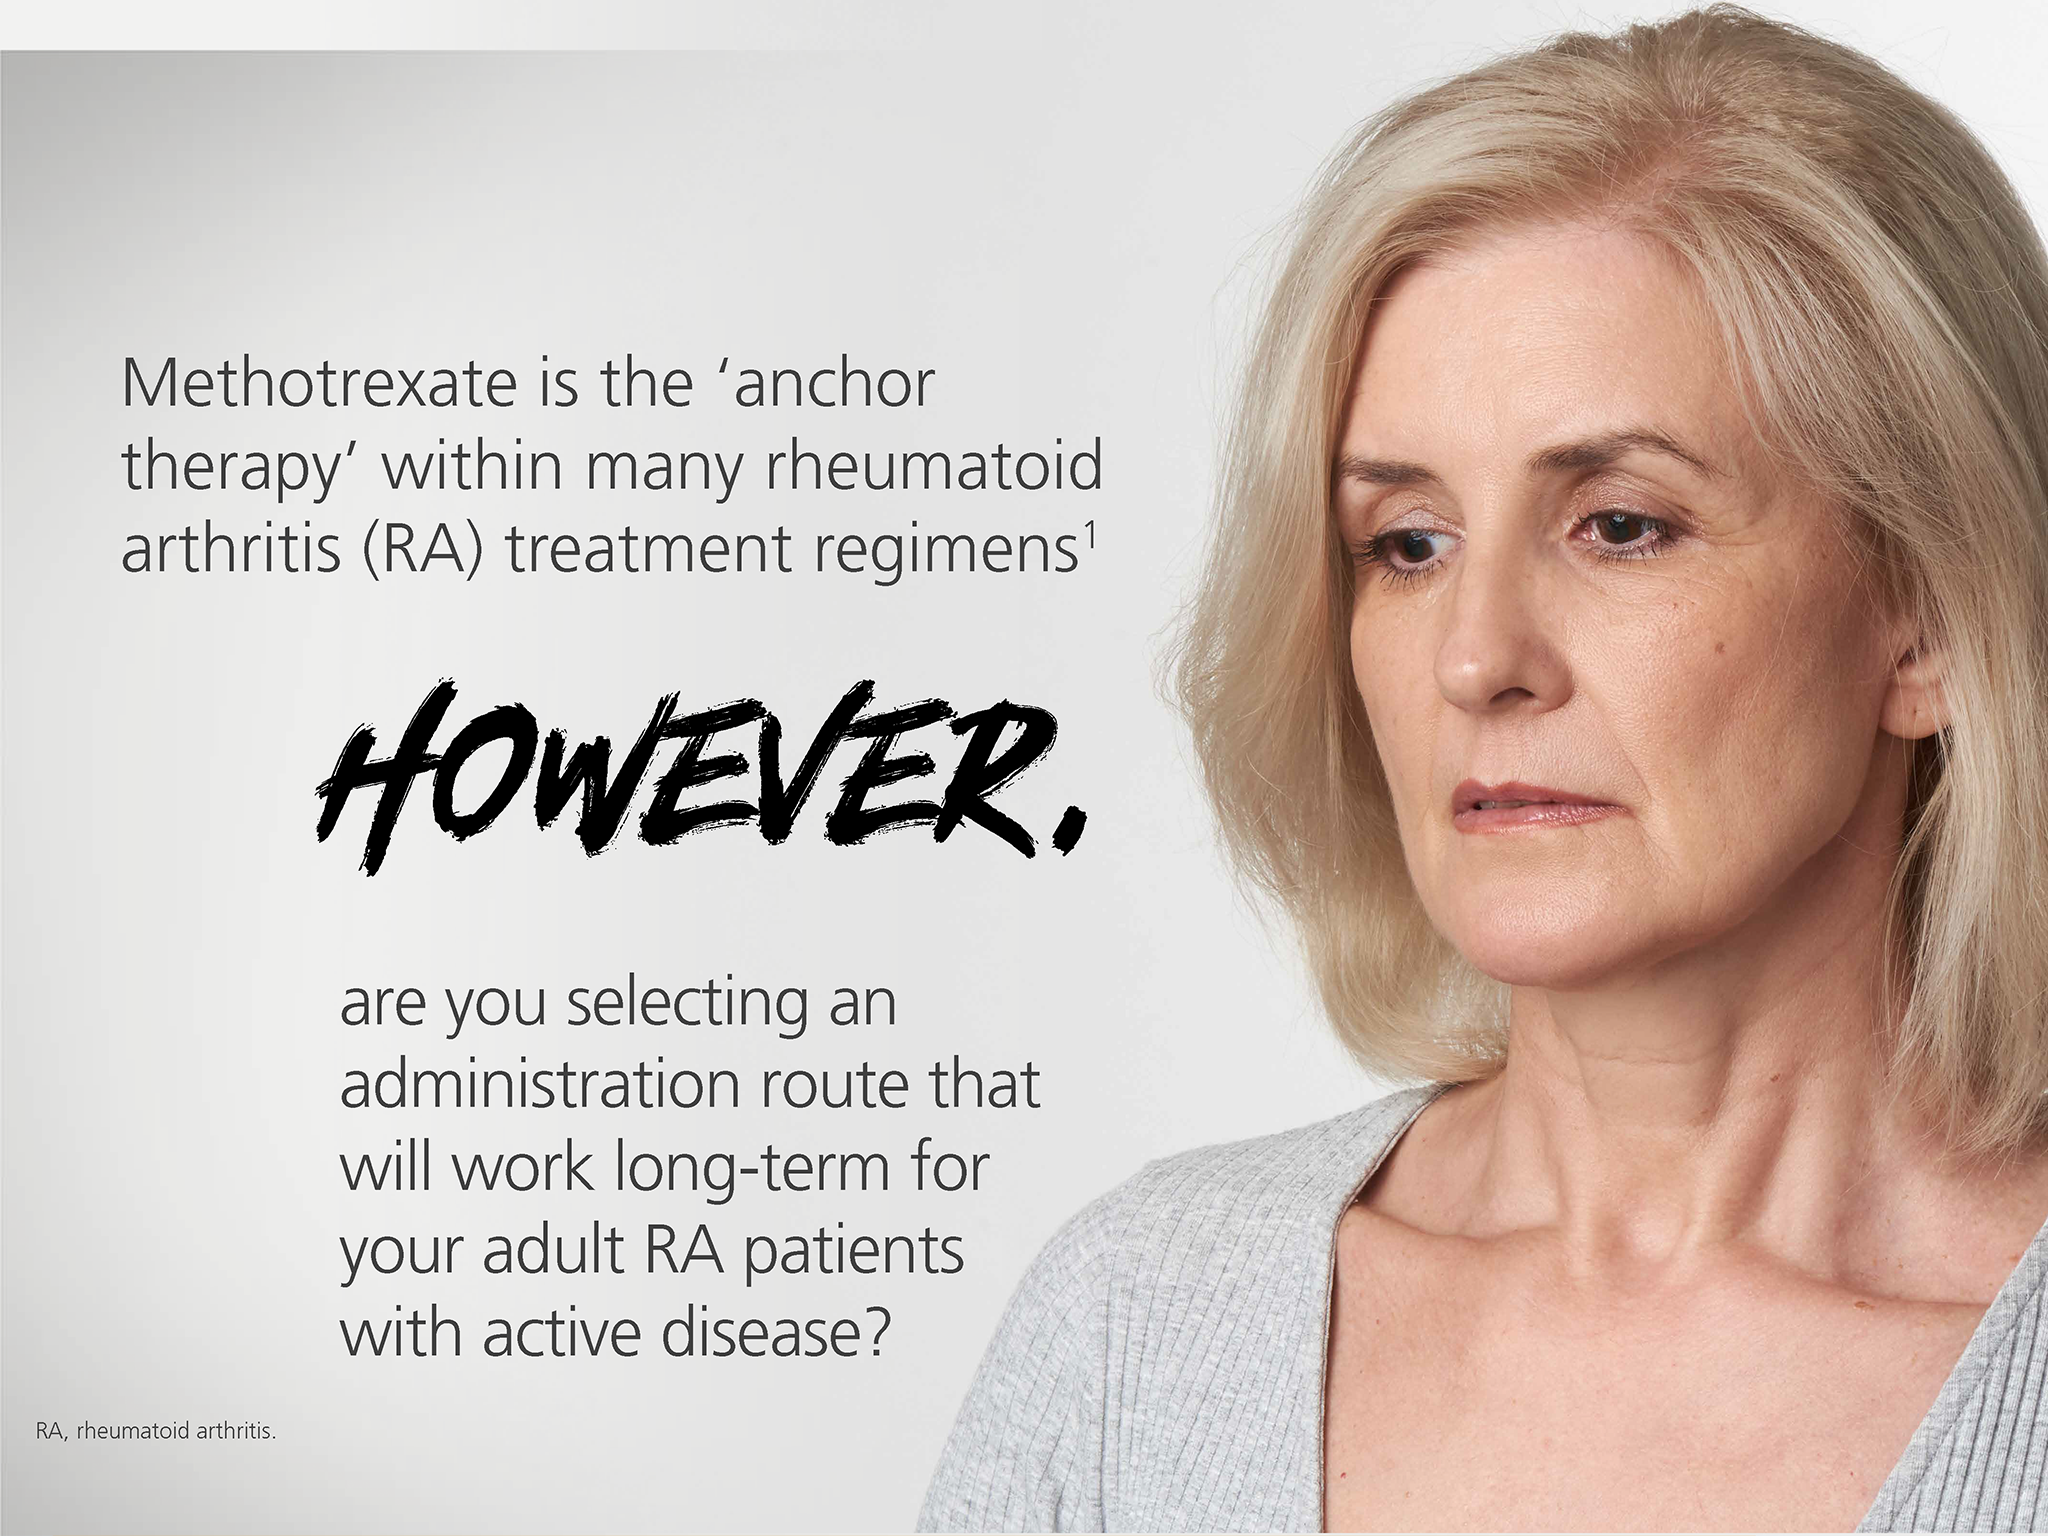 Methotrexate is the ‘anchor
therapy’ within many rheumatoid
arthritis (RA) treatment regimens¹
HOWEVER,
are you selecting an
administration route that
will work long-term for
your adult RA patients
with active disease?
RA, rheumatoid arthritis.